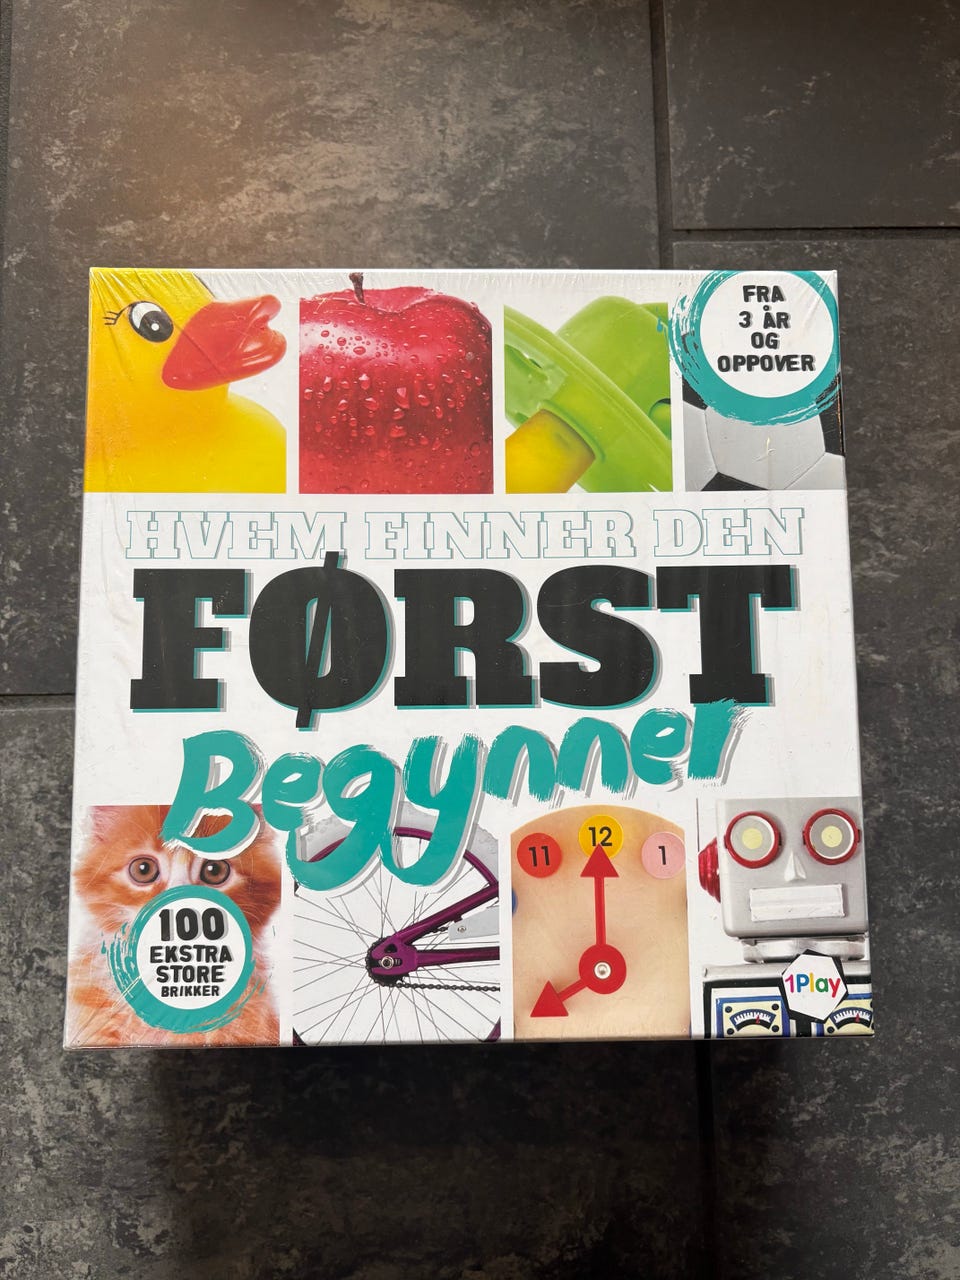 FRA
3 ÅR
OG
OPPOVER
HVEM FINNER DEN
FØRST
Begynner
100
EKSTRA
STORE
BRIKKER
11 12 1
1Play